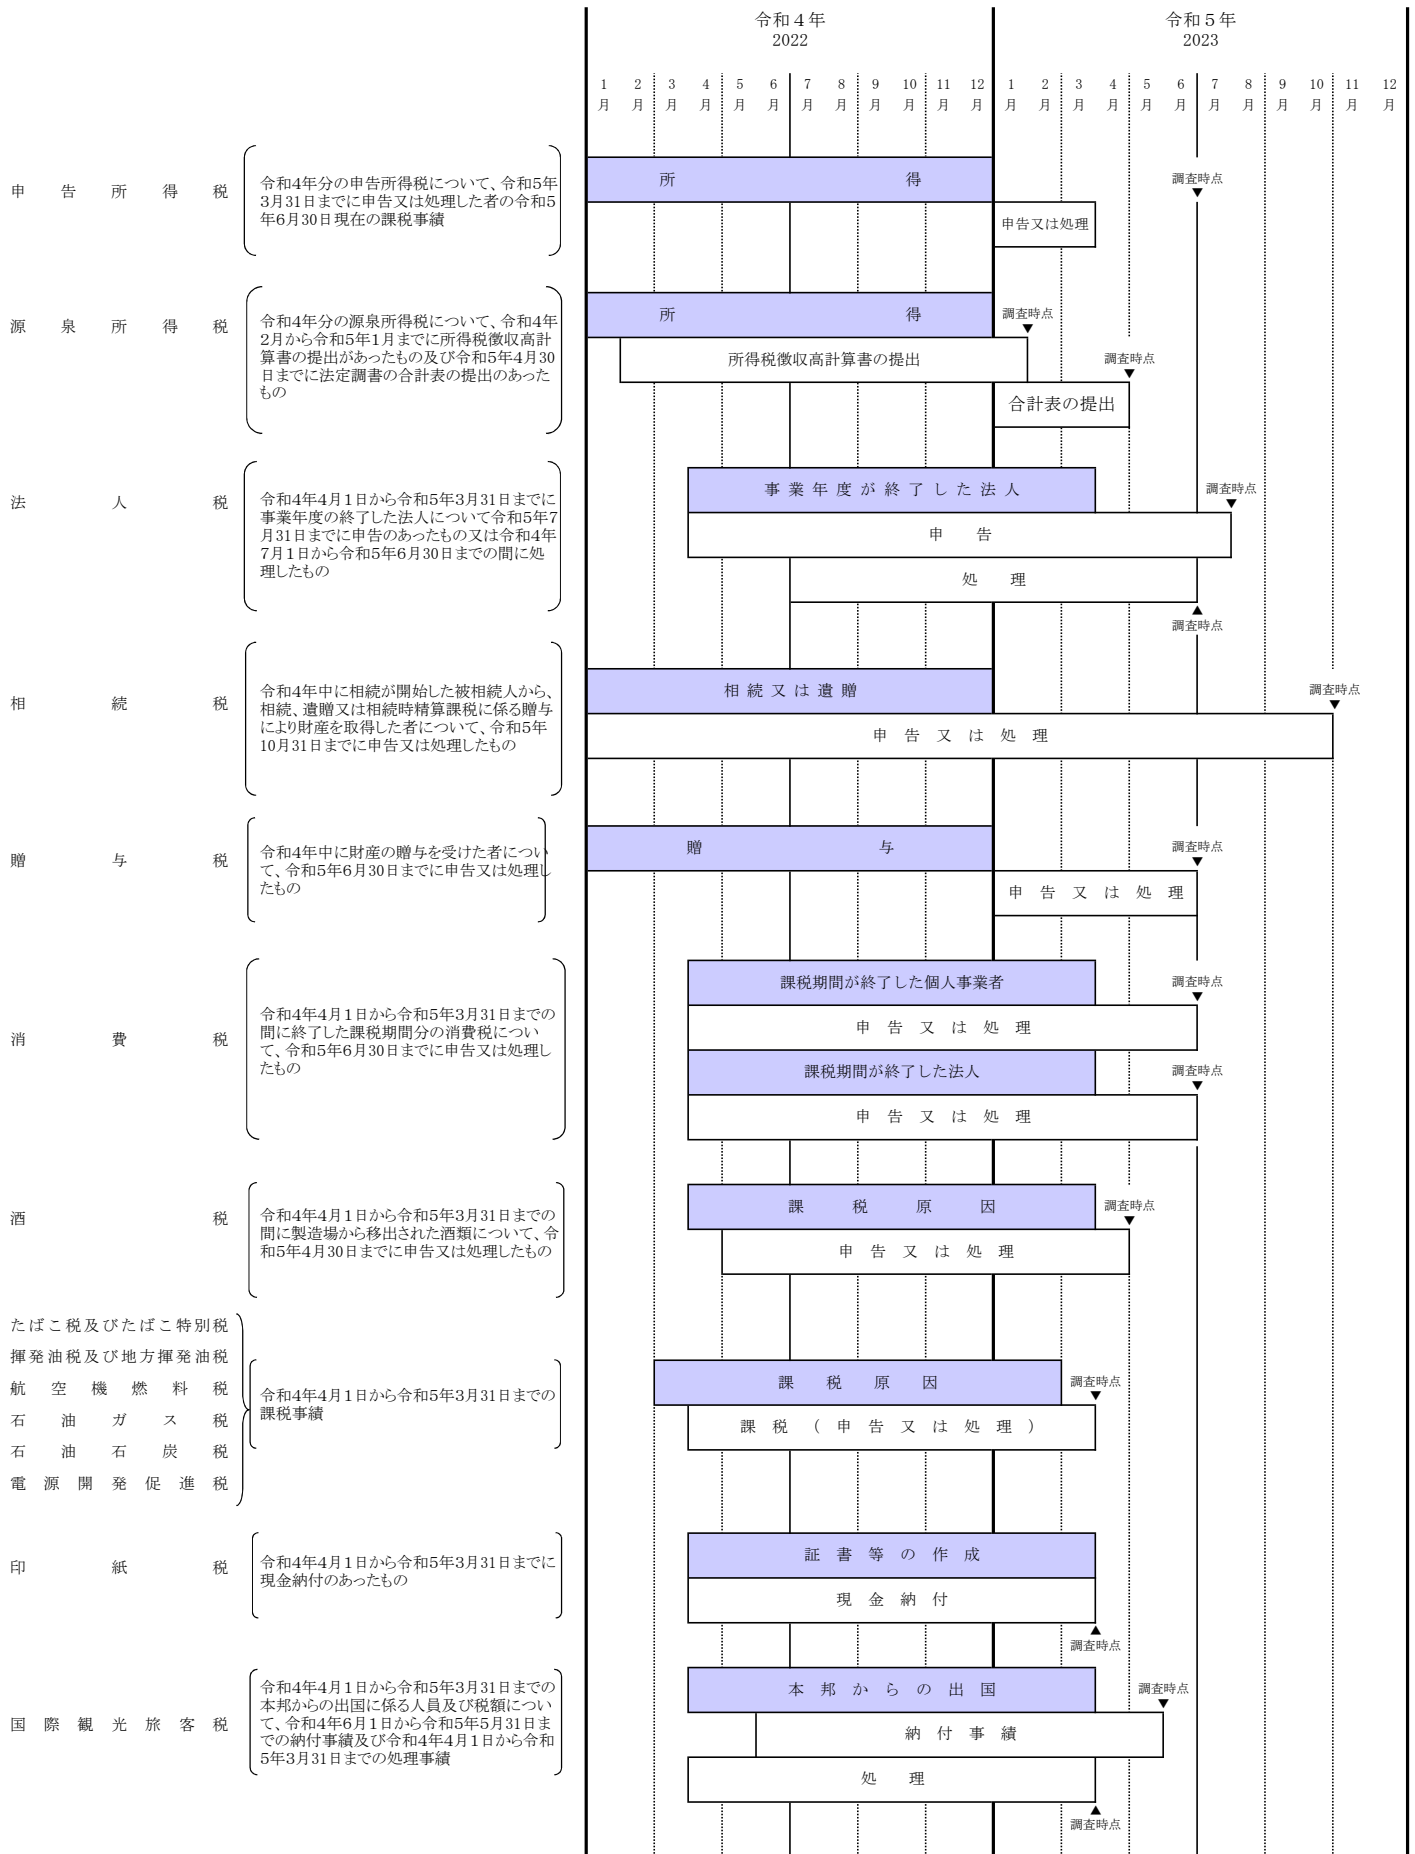 令和４年 令和５年
2022 2023
1 2 3 4 5 6 7 8 9 10 11 12 1 2 3 4 5 6 7 8 9 10 11 12
月 月 月 月 月 月 月 月 月 月 月 月 月 月 月 月 月 月 月 月 月 月 月 月
申告所得税
令和4年分の申告所得税について、令和5年
3月31日までに申告又は処理した者の令和5
年6月30日現在の課税事績
所得
調査時点
申告又は処理
源泉所得税
令和4年分の源泉所得税について、令和4年
2月から令和5年1月までに所得税徴収高計
算書の提出があったもの及び令和5年4月30
日までに法定調書の合計表の提出のあった
もの
所得
調査時点
所得税徴収高計算書の提出
調査時点
合計表の提出
法人税
令和4年4月1日から令和5年3月31日までに
事業年度の終了した法人について令和5年7
月31日までに申告のあったもの又は令和4年
7月1日から令和5年6月30日までの間に処
理したもの
事業年度が終了した法人
調査時点
申告
処理
調査時点
相続税
令和4年中に相続が開始した被相続人から、
相続、遺贈又は相続時精算課税に係る贈与
により財産を取得した者について、令和5年
10月31日までに申告又は処理したもの
相続又は遺贈
調査時点
申告又は処理
贈与税
令和4年中に財産の贈与を受けた者につい
て、令和5年6月30日までに申告又は処理し
たもの
贈与
調査時点
申告又は処理
消費税
令和4年4月1日から令和5年3月31日までの
間に終了した課税期間分の消費税につい
て、令和5年6月30日までに申告又は処理し
たもの
課税期間が終了した個人事業者
調査時点
申告又は処理
課税期間が終了した法人
調査時点
申告又は処理
酒税
令和4年4月1日から令和5年3月31日までの
間に製造場から移出された酒類について、令
和5年4月30日までに申告又は処理したもの
課税原因
調査時点
申告又は処理
たばこ税及びたばこ特別税
揮発油税及び地方揮発油税
航空機燃料税
石油ガス税
石油石炭税
電源開発促進税
令和4年4月1日から令和5年3月31日までの
課税事績
課税原因
調査時点
課税（申告又は処理）
印紙税
令和4年4月1日から令和5年3月31日までに
現金納付のあったもの
証書等の作成
現金納付
調査時点
国際観光旅客税
令和4年4月1日から令和5年3月31日までの
本邦からの出国に係る人員及び税額につい
て、令和4年6月1日から令和5年5月31日ま
での納付事績及び令和4年4月1日から令和
5年3月31日までの処理事績
本邦からの出国
調査時点
納付事績
処理
調査時点